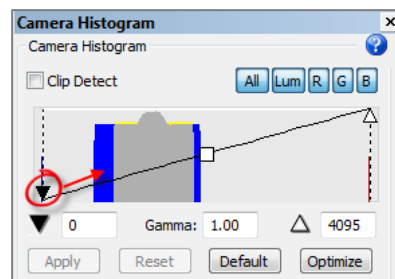 Camera Histogram
Camera Histogram ?
Clip Detect All Lum R G B
0 Gamma: 1.00 4095
Apply Reset Default Optimize